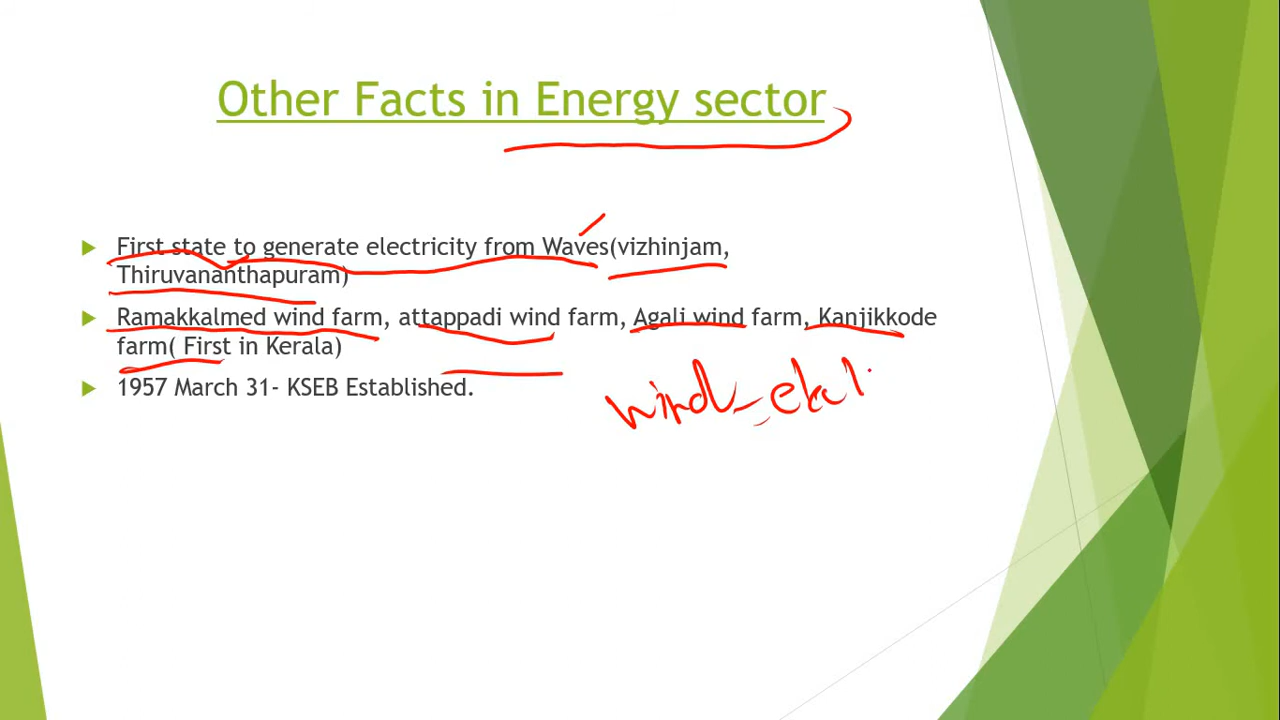 Other Facts in Energy sector
First state to generate electricity from Waves(vizhinjam,
Thiruvananthapuram)
Ramakkalmed wind farm, attappadi wind farm, Agali wind farm, Kanjikkode
farm( First in Kerala)
1957 March 31- KSEB Established.
wind